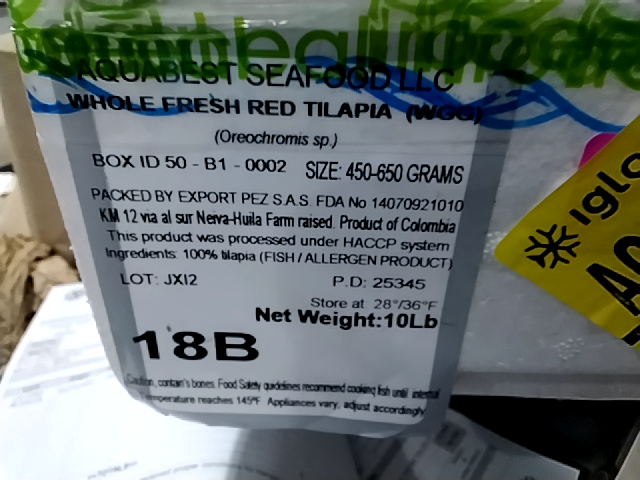 AQUABEST SEAFOOD LLC
WHOLE FRESH RED TILAPIA (WGG)
(Oreochromis sp.)
BOX ID 50 - B1 - 0002 SIZE: 450-650 GRAMS
PACKED BY EXPORT PEZ S.A.S. FDA No 14070921010
KM 12 via al sur Neiva-Huila Farm raised. Product of Colombia
This product was processed under HACCP system
Ingredients: 100% tilapia (FISH / ALLERGEN PRODUCT)
LOT: JXI2 P.D: 25345
Store at 28°/36°F
Net Weight:10Lb
18B
Caution, contain's bones. Food Safety guidelines recommend cooking fish until internal
Temperature reaches 145ºF Appliances vary, adjust accordingly
iglo